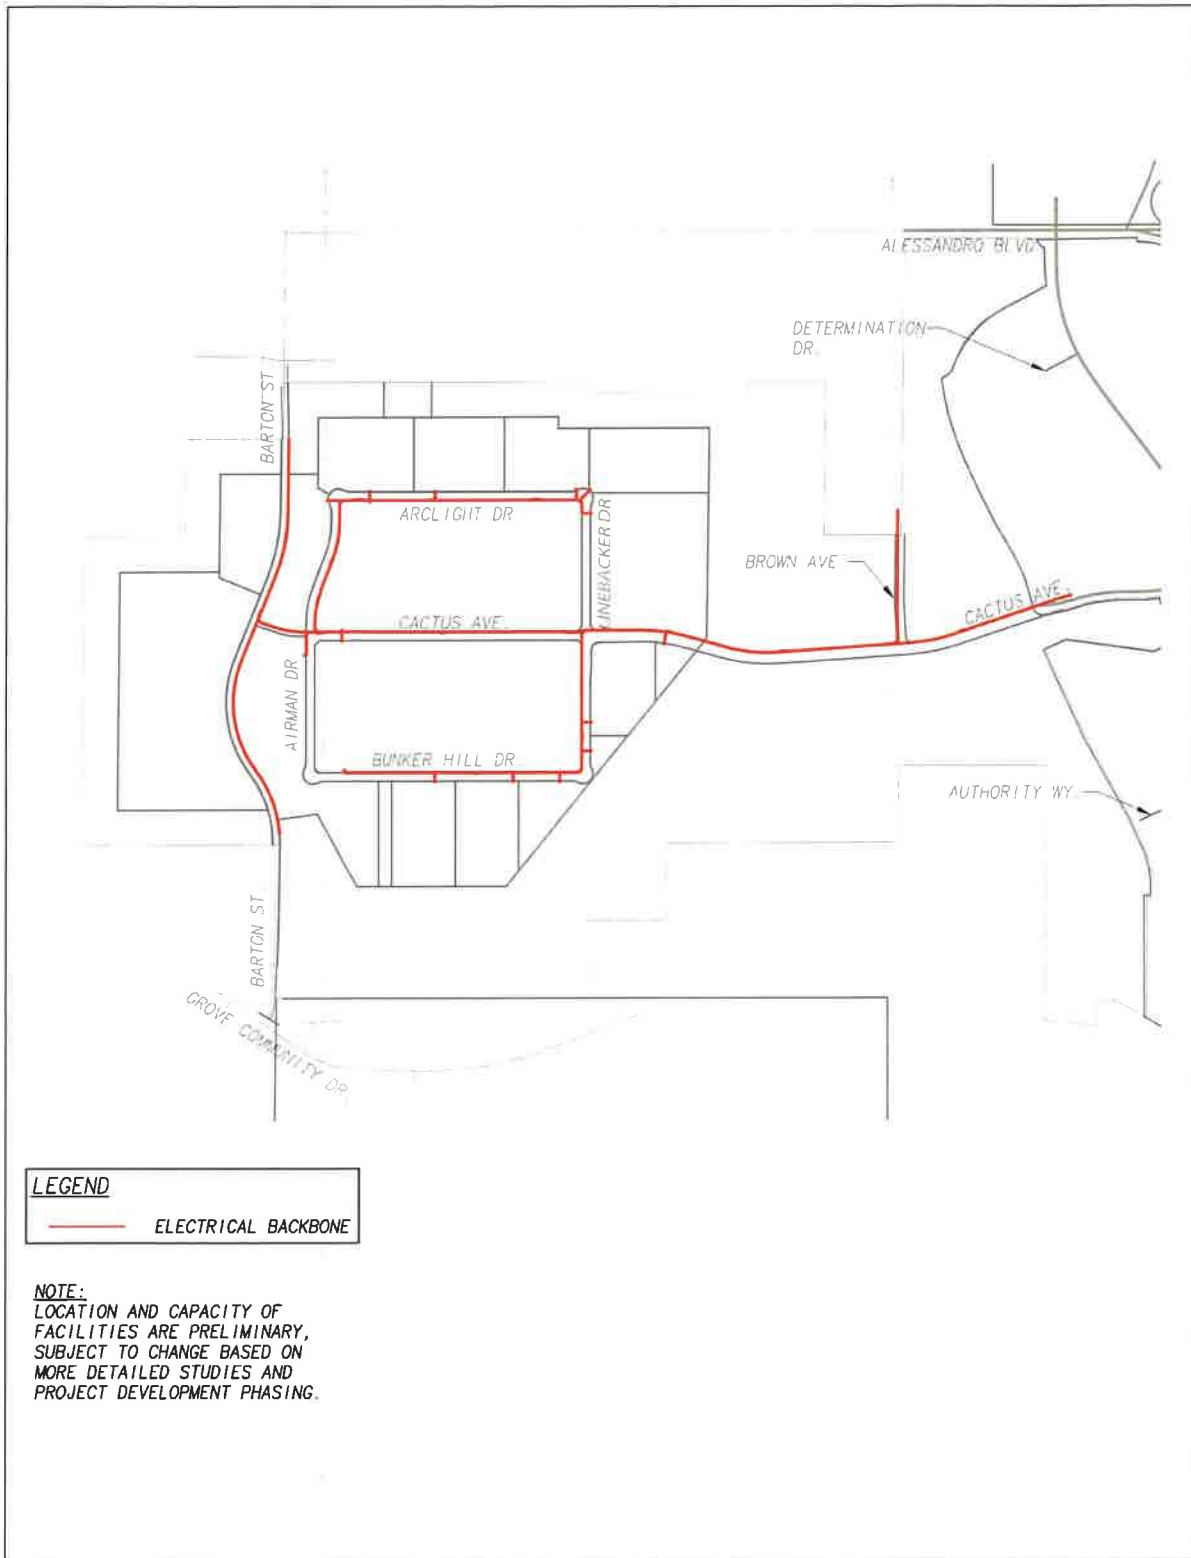 ALESSANDRO BLVD
DETERMINATION
DR.
BARTON ST
ARCLIGHT DR
LINEBACKER DR
BROWN AVE
CACTUS AVE.
CACTUS AVE.
AIRMAN DR
BUNKER HILL DR.
AUTHORITY WY.
BARTON ST
GROVE COMMUNITY DR.
LEGEND
ELECTRICAL BACKBONE
NOTE:
LOCATION AND CAPACITY OF
FACILITIES ARE PRELIMINARY,
SUBJECT TO CHANGE BASED ON
MORE DETAILED STUDIES AND
PROJECT DEVELOPMENT PHASING.